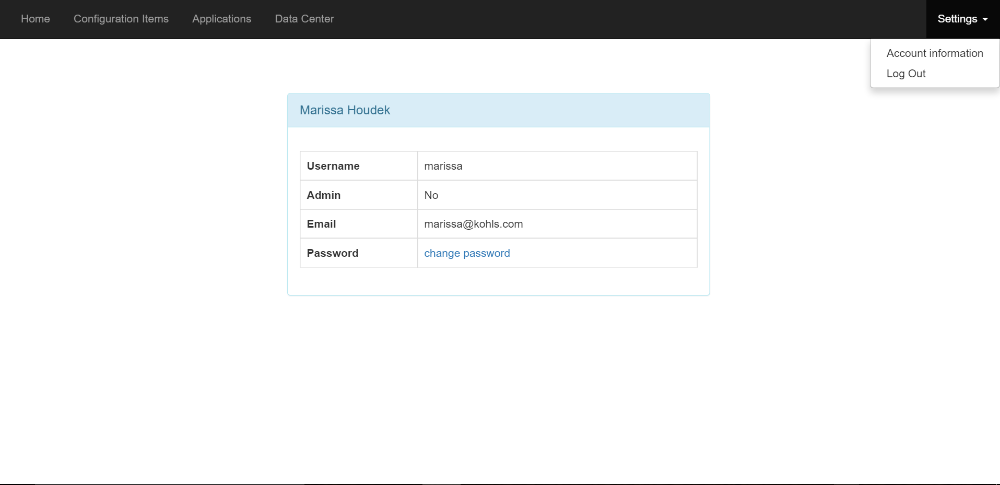 Home Configuration Items Applications Data Center Settings
Account information
Log Out
Marissa Houdek
Username marissa
Admin No
Email marissa@kohls.com
Password change password